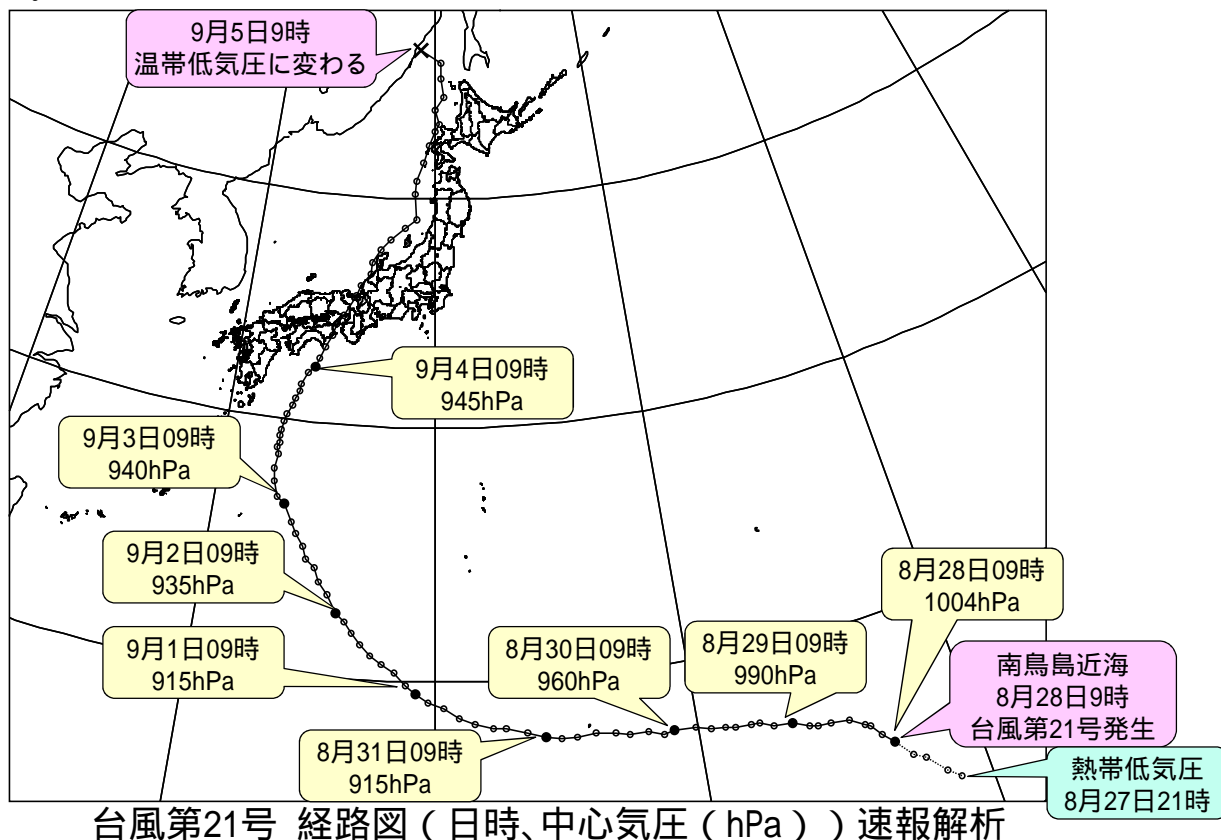 9月5日9時
温帯低気圧に変わる
9月4日09時
945hPa
9月3日09時
940hPa
9月2日09時
935hPa
9月1日09時
915hPa
8月31日09時
915hPa
8月30日09時
960hPa
8月29日09時
990hPa
8月28日09時
1004hPa
南鳥島近海
8月28日9時
台風第21号発生
熱帯低気圧
8月27日21時
台風第21号 経路図（日時、中心気圧（hPa））速報解析